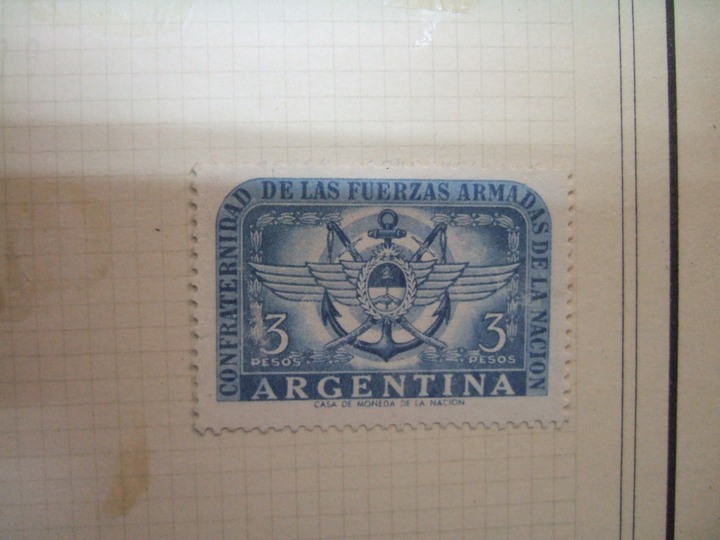 CONFRATERNIDAD DE LAS FUERZAS ARMADAS DE LA NACION
3 3
PESOS PESOS
ARGENTINA
CASA DE MONEDA DE LA NACION